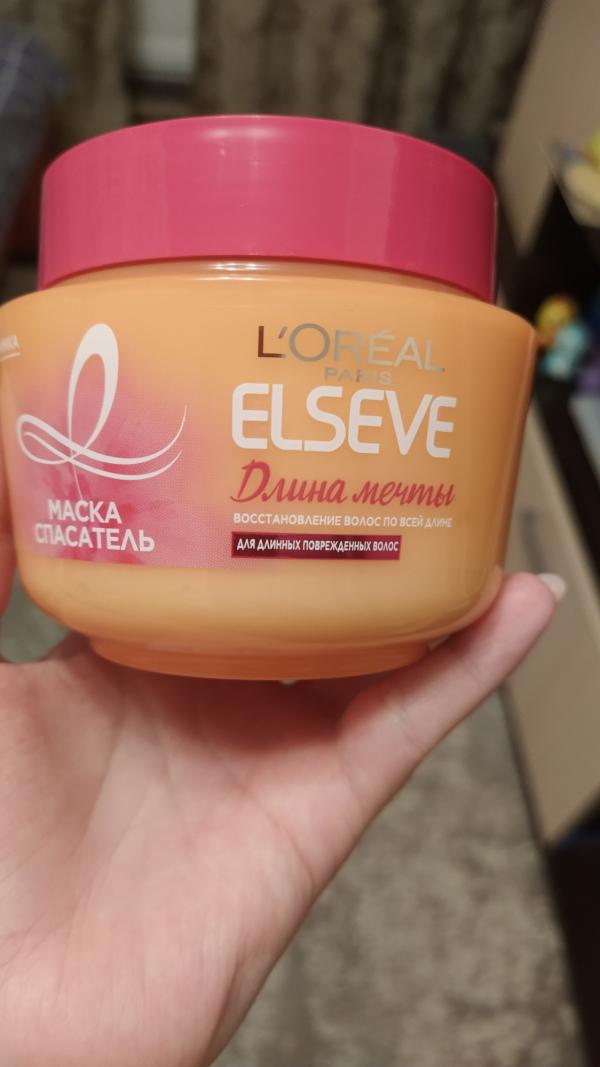 L'ORÉAL
PARIS
ELSEVE
Длина мечты
ВОССТАНОВЛЕНИЕ ВОЛОС ПО ВСЕЙ ДЛИНЕ
ДЛЯ ДЛИННЫХ ПОВРЕЖДЕННЫХ ВОЛОС
МАСКА
СПАСАТЕЛЬ